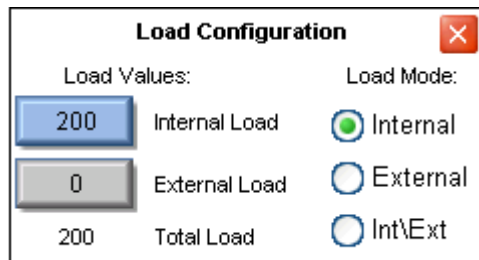 Load Configuration
Load Values: Load Mode:
200 Internal Load Internal
0 External Load External
200 Total Load Int\Ext